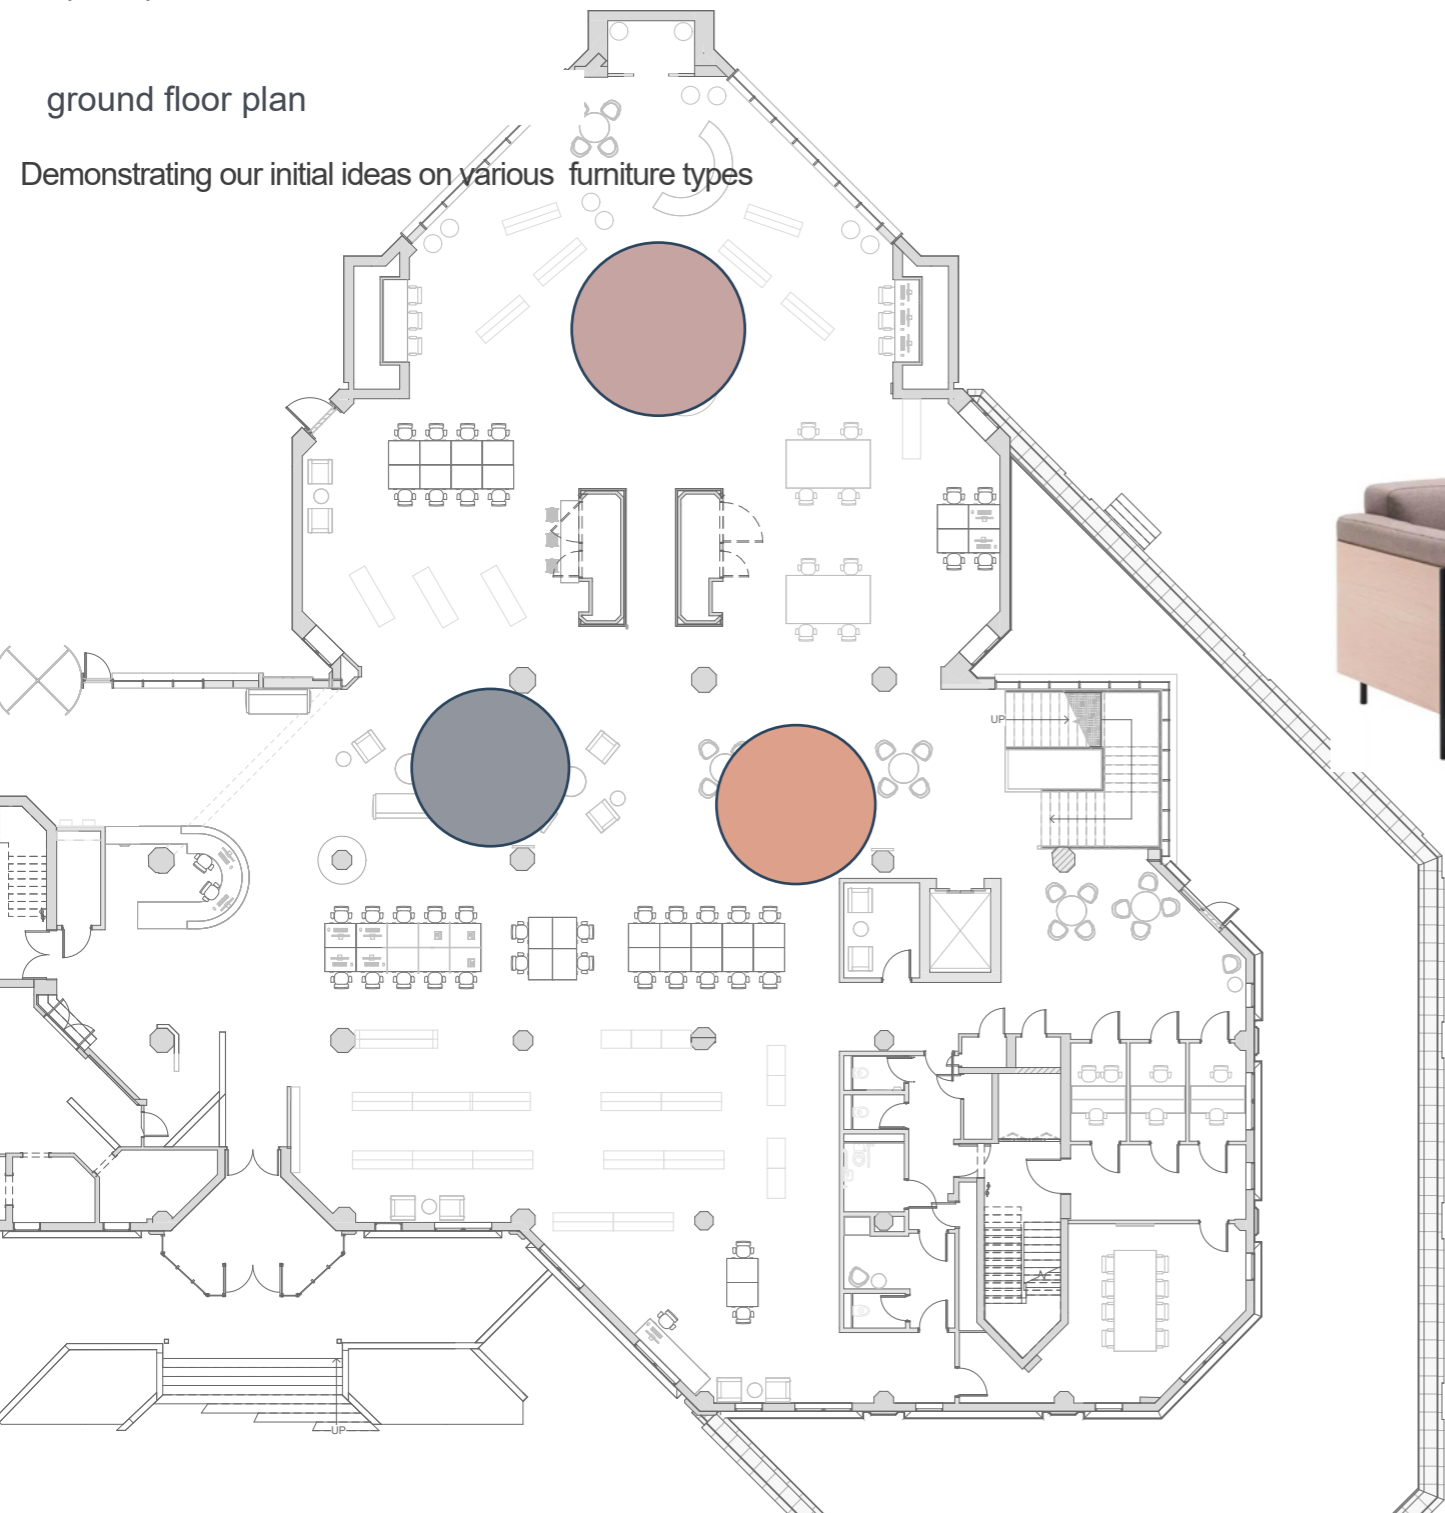 ground floor plan
Demonstrating our initial ideas on various furniture types
UP
UP